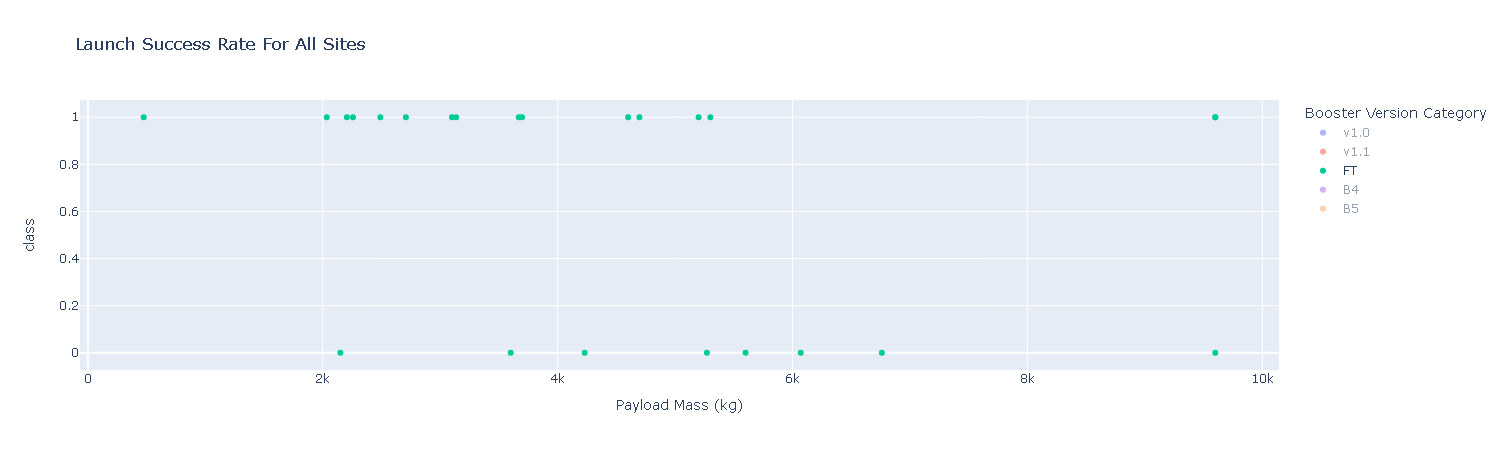 Launch Success Rate For All Sites
Booster Version Category
v1.0
v1.1
FT
B4
B5
class
1
0.8
0.6
0.4
0.2
0
0 2k 4k 6k 8k 10k
Payload Mass (kg)